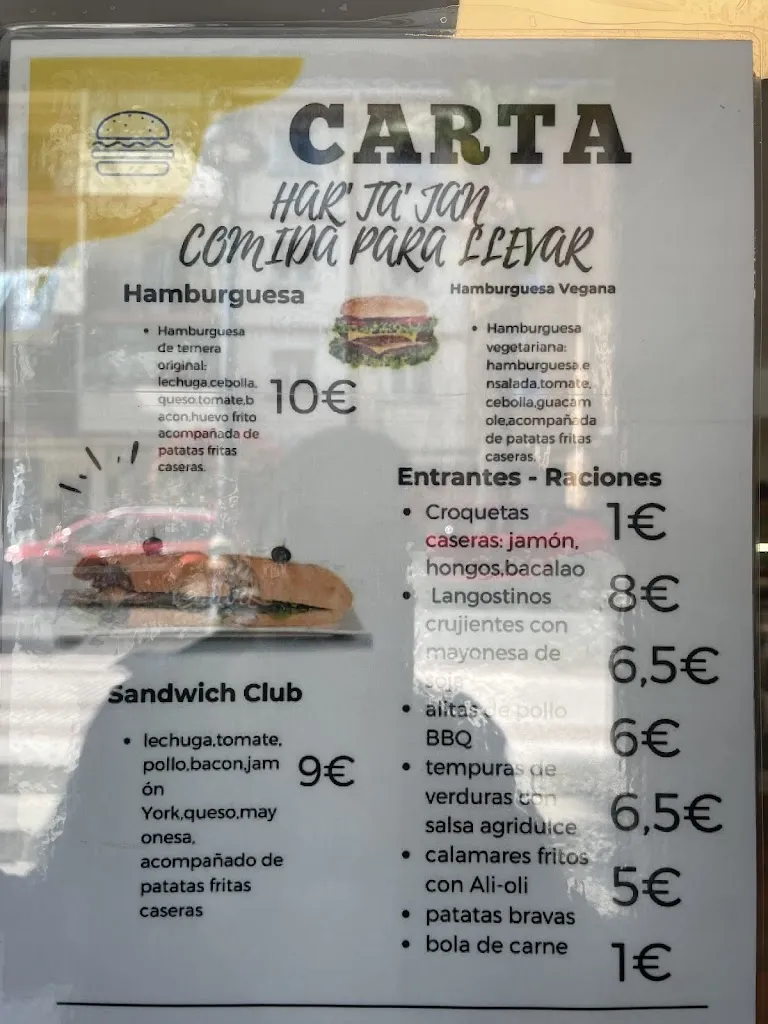 CARTA
HAR' TA' JAN
COMIDA PARA LLEVAR
Hamburguesa
Hamburguesa
de ternera
original:
lechuga,cebolla,
queso,tomate,b
acon,huevo frito
acompañada de
patatas fritas
caseras.
10€
Hamburguesa Vegana
Hamburguesa
vegetariana:
hamburguesa,e
nsalada,tomate,
cebolla,guacam
ole,acompañada
de patatas fritas
caseras.
Sandwich Club
lechuga,tomate,
pollo,bacon,jam
ón
York,queso,may
onesa,
acompañado de
patatas fritas
caseras
9€
Entrantes - Raciones
Croquetas
caseras: jamón,
hongos,bacalao
1€
Langostinos
crujientes con
mayonesa de
soja
8€
6,5€
alitas de pollo
BBQ
6€
tempuras de
verduras con
salsa agridulce
6,5€
calamares fritos
con Ali-oli
5€
patatas bravas
bola de carne
1€